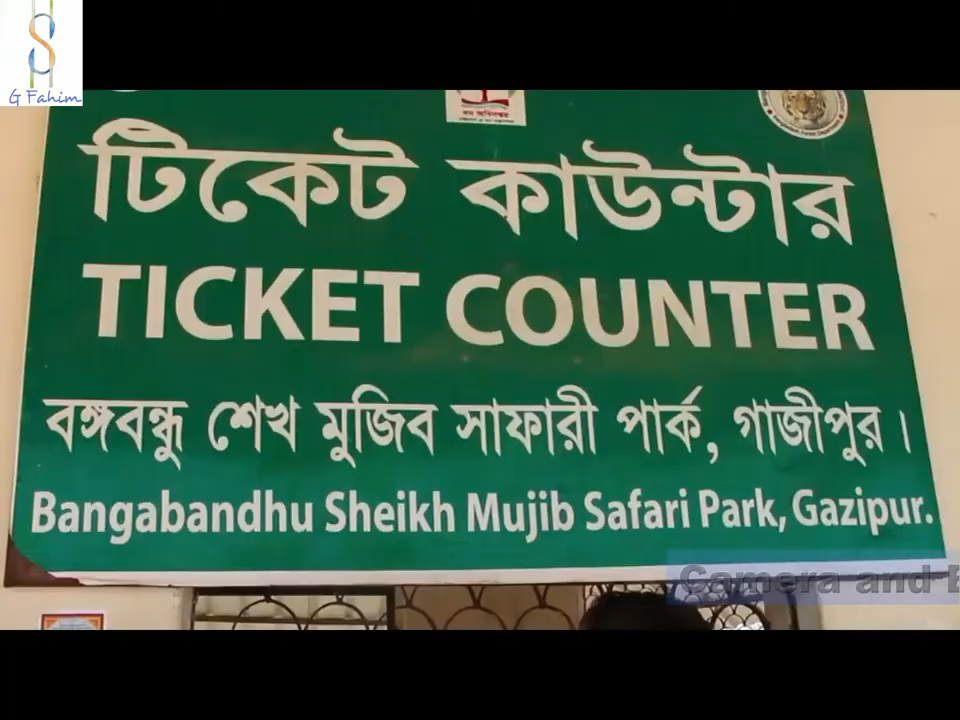 G Fahim
টিকেট কাউন্টার
TICKET COUNTER
বঙ্গবন্ধু শেখ মুজিব সাফারী পার্ক, গাজীপুর।
Bangabandhu Sheikh Mujib Safari Park, Gazipur.
Camera and